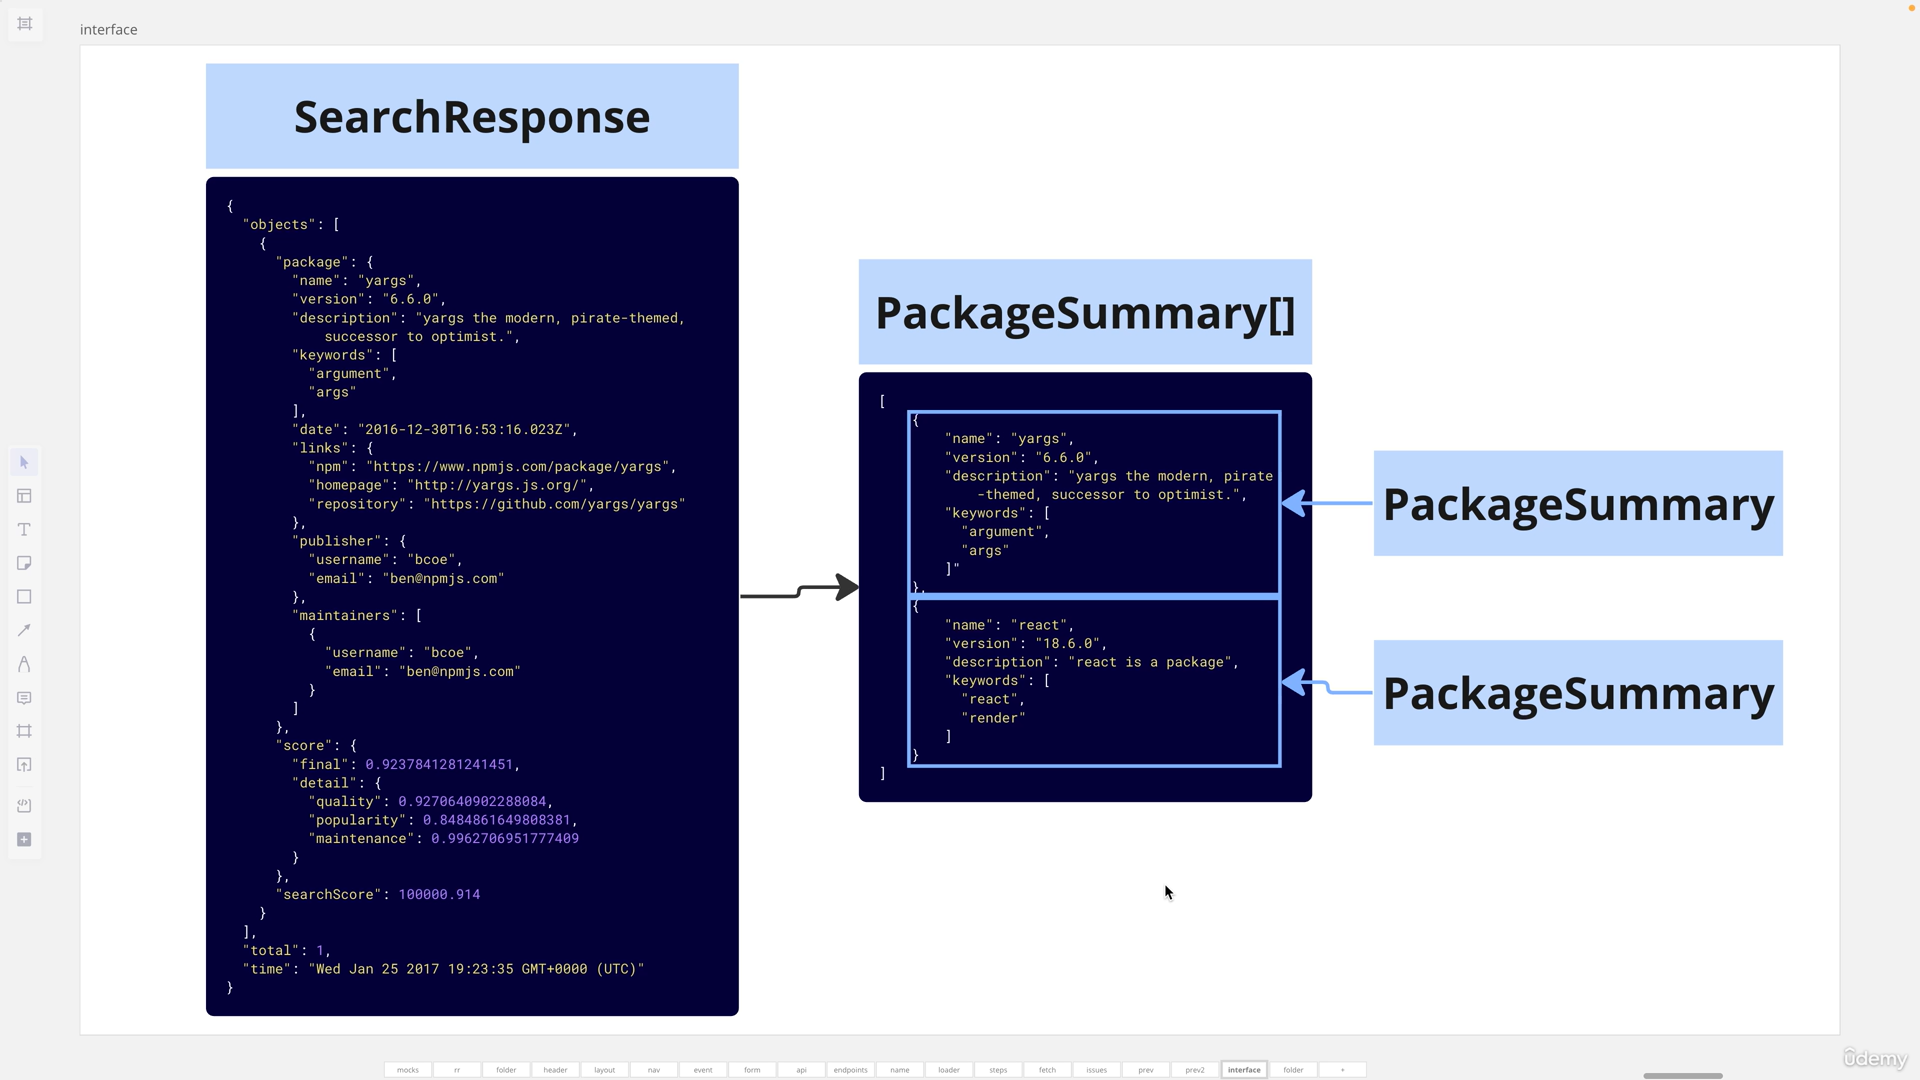 interface
SearchResponse
{
"objects": [
{
"package": {
"name": "yargs",
"version": "6.6.0",
"description": "yargs the modern, pirate-themed,
successor to optimist.",
"keywords": [
"argument",
"args"
],
"date": "2016-12-30T16:53:16.023Z",
"links": {
"npm": "https://www.npmjs.com/package/yargs",
"homepage": "http://yargs.js.org/",
"repository": "https://github.com/yargs/yargs"
},
"publisher": {
"username": "bcoe",
"email": "ben@npmjs.com"
},
"maintainers": [
{
"username": "bcoe",
"email": "ben@npmjs.com"
}
]
},
"score": {
"final": 0.9237841281241451,
"detail": {
"quality": 0.9270640902288084,
"popularity": 0.8484861649808381,
"maintenance": 0.9962706951777409
}
},
"searchScore": 100000.914
}
],
"total": 1,
"time": "Wed Jan 25 2017 19:23:35 GMT+0000 (UTC)"
}
PackageSummary[]
[
{
"name": "yargs",
"version": "6.6.0",
"description": "yargs the modern, pirate
-themed, successor to optimist.",
"keywords": [
"argument",
"args"
]"
},
{
"name": "react",
"version": "18.6.0",
"description": "react is a package",
"keywords": [
"react",
"render"
]
}
]
PackageSummary
PackageSummary
mocks rr folder header layout nav event form api endpoints name loader steps fetch issues prev prev2 interface folder +
ûdemy